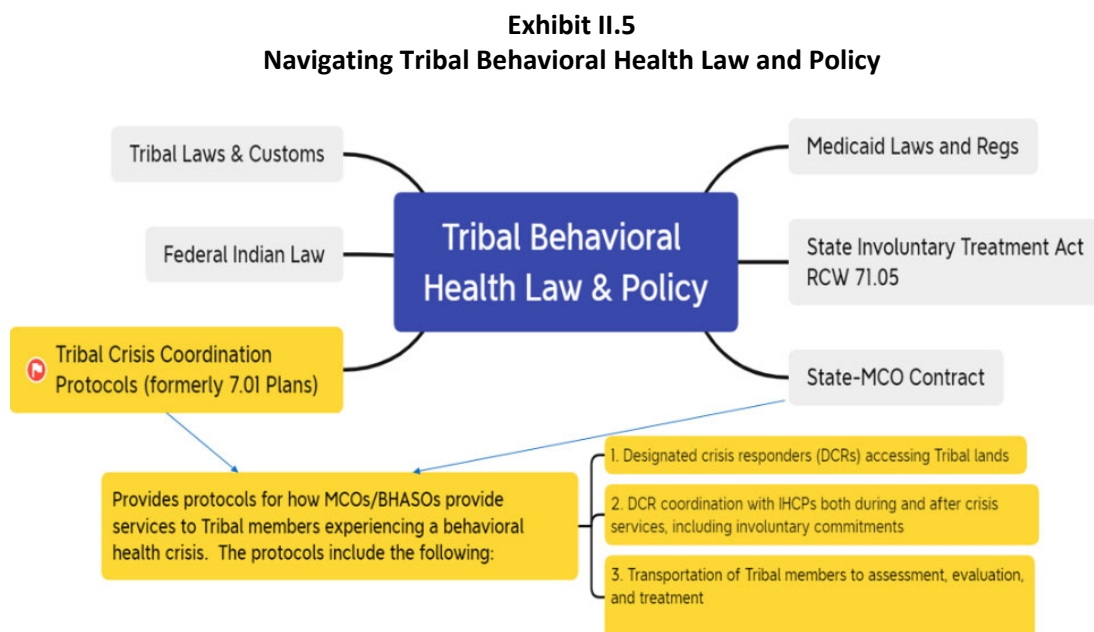 Exhibit II.5
Navigating Tribal Behavioral Health Law and Policy
Tribal Laws & Customs
Federal Indian Law
Tribal Crisis Coordination
Protocols (formerly 7.01 Plans)
Tribal Behavioral
Health Law & Policy
Medicaid Laws and Regs
State Involuntary Treatment Act
RCW 71.05
State-MCO Contract
Provides protocols for how MCOs/BHASOs provide
services to Tribal members experiencing a behavioral
health crisis. The protocols include the following:
1. Designated crisis responders (DCRs) accessing Tribal lands
2. DCR coordination with IHCPs both during and after crisis
services, including involuntary commitments
3. Transportation of Tribal members to assessment, evaluation,
and treatment